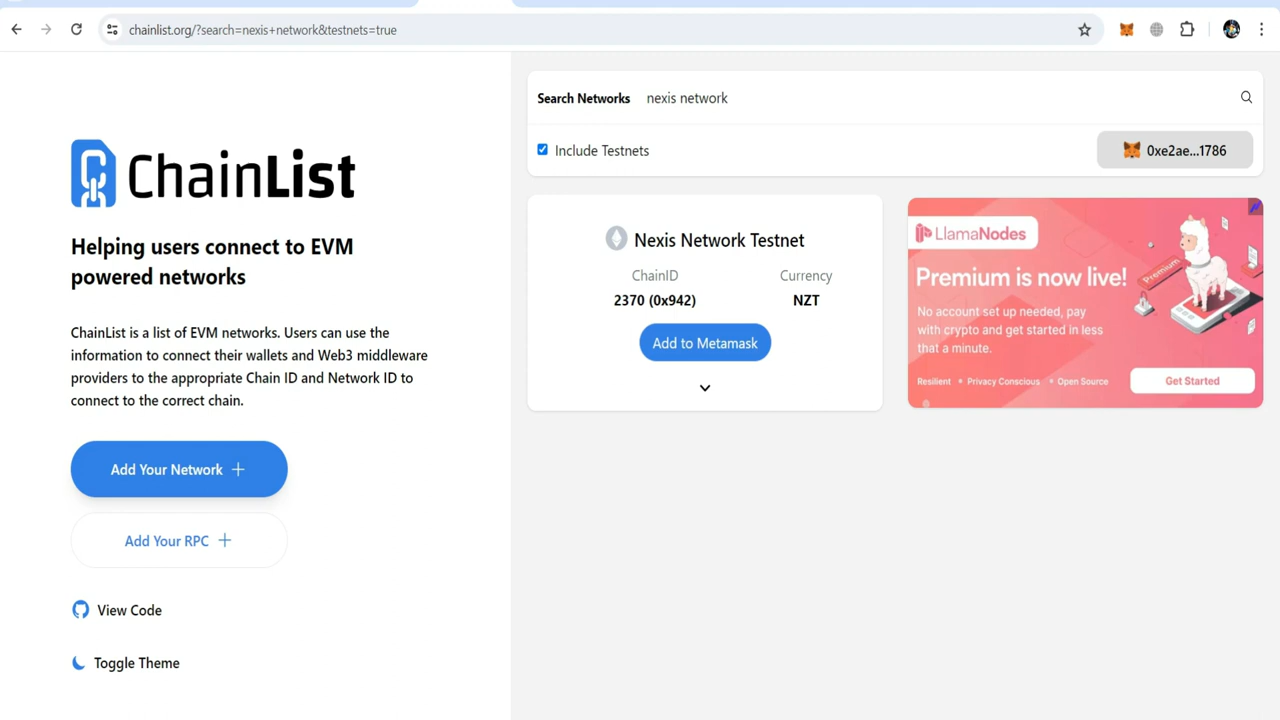 chainlist.org/?search=nexis+network&testnets=true
ChainList
Helping users connect to EVM
powered networks
ChainList is a list of EVM networks. Users can use the
information to connect their wallets and Web3 middleware
providers to the appropriate Chain ID and Network ID to
connect to the correct chain.
Add Your Network
Add Your RPC
View Code
Toggle Theme
Search Networks nexis network
Include Testnets
0xe2ae...1786
Nexis Network Testnet
ChainID Currency
2370 (0x942) NZT
Add to Metamask
LlamaNodes
Premium is now live!
No account set up needed, pay
with crypto and get started in less
that a minute.
Resilient • Privacy Conscious • Open Source
Get Started
Premium